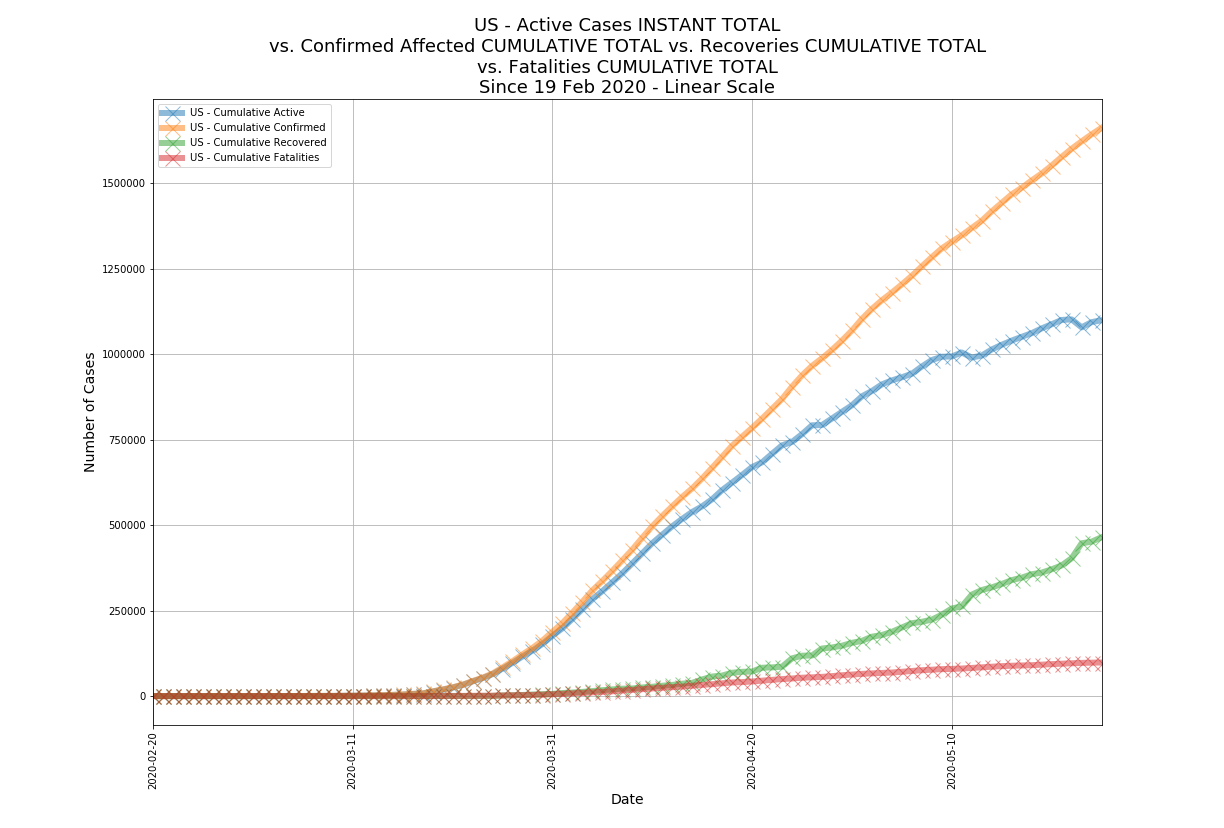 US - Active Cases INSTANT TOTAL
vs. Confirmed Affected CUMULATIVE TOTAL vs. Recoveries CUMULATIVE TOTAL
vs. Fatalities CUMULATIVE TOTAL
Since 19 Feb 2020 - Linear Scale
US - Cumulative Active
US - Cumulative Confirmed
US - Cumulative Recovered
US - Cumulative Fatalities
Number of Cases
1500000
1250000
1000000
750000
500000
250000
0
2020-02-20
2020-03-11
2020-03-31
2020-04-20
2020-05-10
Date